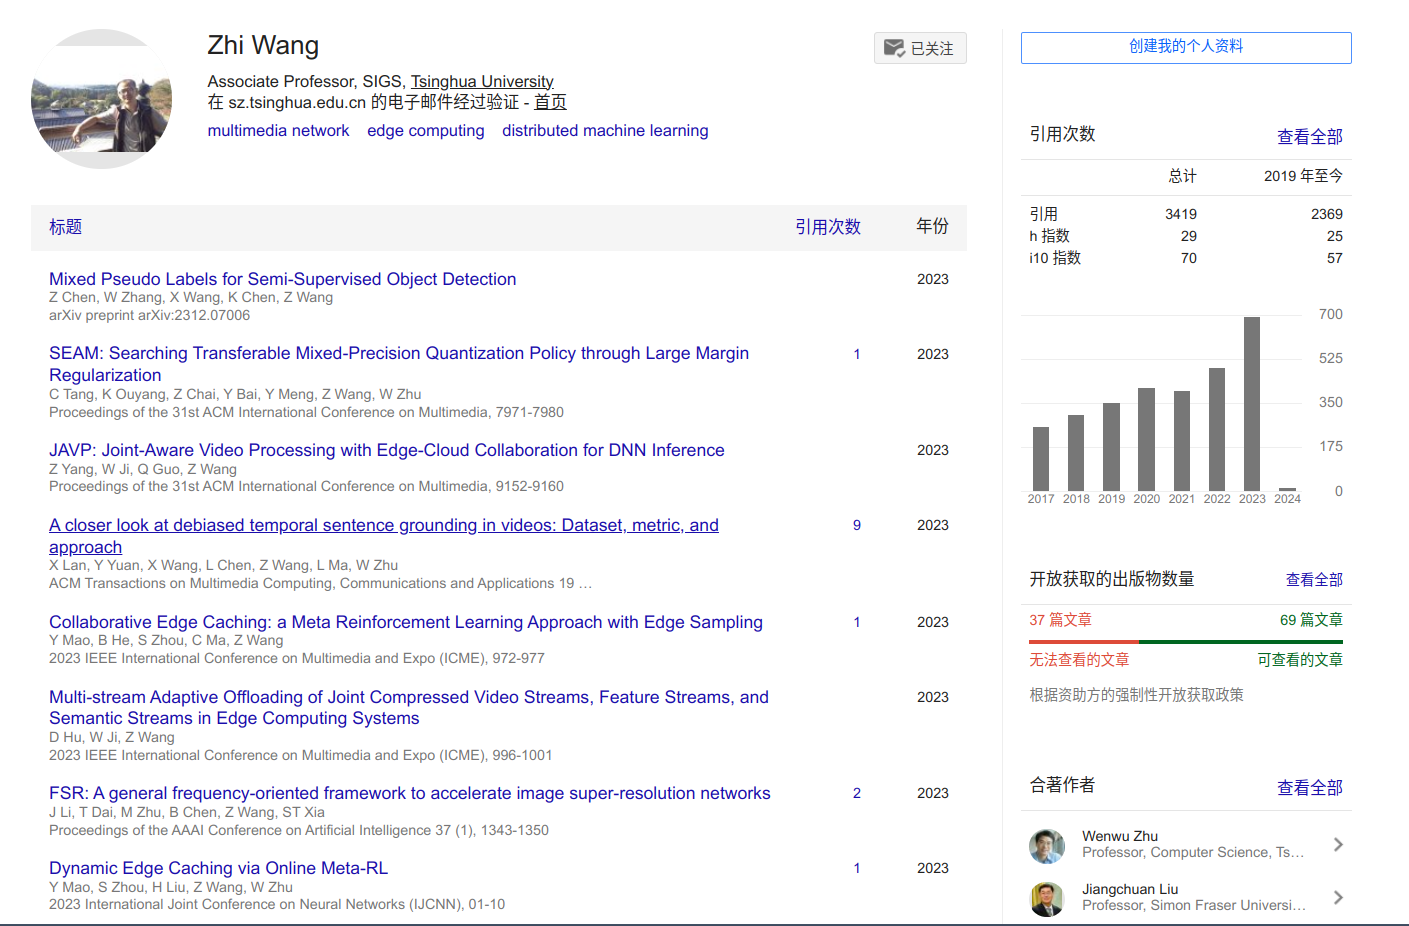 Zhi Wang
已关注
Associate Professor, SIGS, Tsinghua University
在 sz.tsinghua.edu.cn 的电子邮件经过验证 - 首页
multimedia network edge computing distributed machine learning
标题 引用次数 年份
Mixed Pseudo Labels for Semi-Supervised Object Detection 2023
Z Chen, W Zhang, X Wang, K Chen, Z Wang
arXiv preprint arXiv:2312.07006
SEAM: Searching Transferable Mixed-Precision Quantization Policy through Large Margin 1 2023
Regularization
C Tang, K Ouyang, Z Chai, Y Bai, Y Meng, Z Wang, W Zhu
Proceedings of the 31st ACM International Conference on Multimedia, 7971-7980
JAVP: Joint-Aware Video Processing with Edge-Cloud Collaboration for DNN Inference 2023
Z Yang, W Ji, Q Guo, Z Wang
Proceedings of the 31st ACM International Conference on Multimedia, 9152-9160
A closer look at debiased temporal sentence grounding in videos: Dataset, metric, and 9 2023
approach
X Lan, Y Yuan, X Wang, L Chen, Z Wang, L Ma, W Zhu
ACM Transactions on Multimedia Computing, Communications and Applications 19 …
Collaborative Edge Caching: a Meta Reinforcement Learning Approach with Edge Sampling 1 2023
Y Mao, B He, S Zhou, C Ma, Z Wang
2023 IEEE International Conference on Multimedia and Expo (ICME), 972-977
Multi-stream Adaptive Offloading of Joint Compressed Video Streams, Feature Streams, and 2023
Semantic Streams in Edge Computing Systems
D Hu, W Ji, Z Wang
2023 IEEE International Conference on Multimedia and Expo (ICME), 996-1001
FSR: A general frequency-oriented framework to accelerate image super-resolution networks 2 2023
J Li, T Dai, M Zhu, B Chen, Z Wang, ST Xia
Proceedings of the AAAI Conference on Artificial Intelligence 37 (1), 1343-1350
Dynamic Edge Caching via Online Meta-RL 1 2023
Y Mao, S Zhou, H Liu, Z Wang, W Zhu
2023 International Joint Conference on Neural Networks (IJCNN), 01-10
创建我的个人资料
引用次数 查看全部
总计 2019 年至今
引用 3419 2369
h 指数 29 25
i10 指数 70 57
700
525
350
175
0
2017 2018 2019 2020 2021 2022 2023 2024
开放获取的出版物数量 查看全部
37 篇文章 69 篇文章
无法查看的文章 可查看的文章
根据资助方的强制性开放获取政策
合著作者 查看全部
Wenwu Zhu
Professor, Computer Science, Ts…
Jiangchuan Liu
Professor, Simon Fraser Universi…